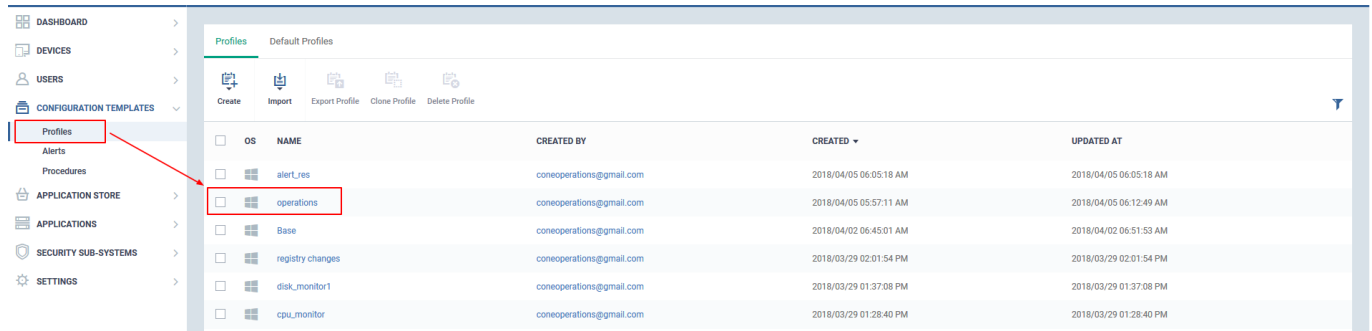 DASHBOARD
DEVICES
USERS
CONFIGURATION TEMPLATES
Profiles
Alerts
Procedures
APPLICATION STORE
APPLICATIONS
SECURITY SUB-SYSTEMS
SETTINGS
Profiles Default Profiles
Create Import Export Profile Clone Profile Delete Profile
OS NAME CREATED BY CREATED UPDATED AT
alert_res coneoperations@gmail.com 2018/04/05 06:05:18 AM 2018/04/05 06:05:18 AM
operations coneoperations@gmail.com 2018/04/05 05:57:11 AM 2018/04/05 06:12:49 AM
Base coneoperations@gmail.com 2018/04/02 06:45:01 AM 2018/04/02 06:51:53 AM
registry changes coneoperations@gmail.com 2018/03/29 02:01:54 PM 2018/03/29 02:01:54 PM
disk_monitor1 coneoperations@gmail.com 2018/03/29 01:37:08 PM 2018/03/29 01:37:08 PM
cpu_monitor coneoperations@gmail.com 2018/03/29 01:28:40 PM 2018/03/29 01:28:40 PM